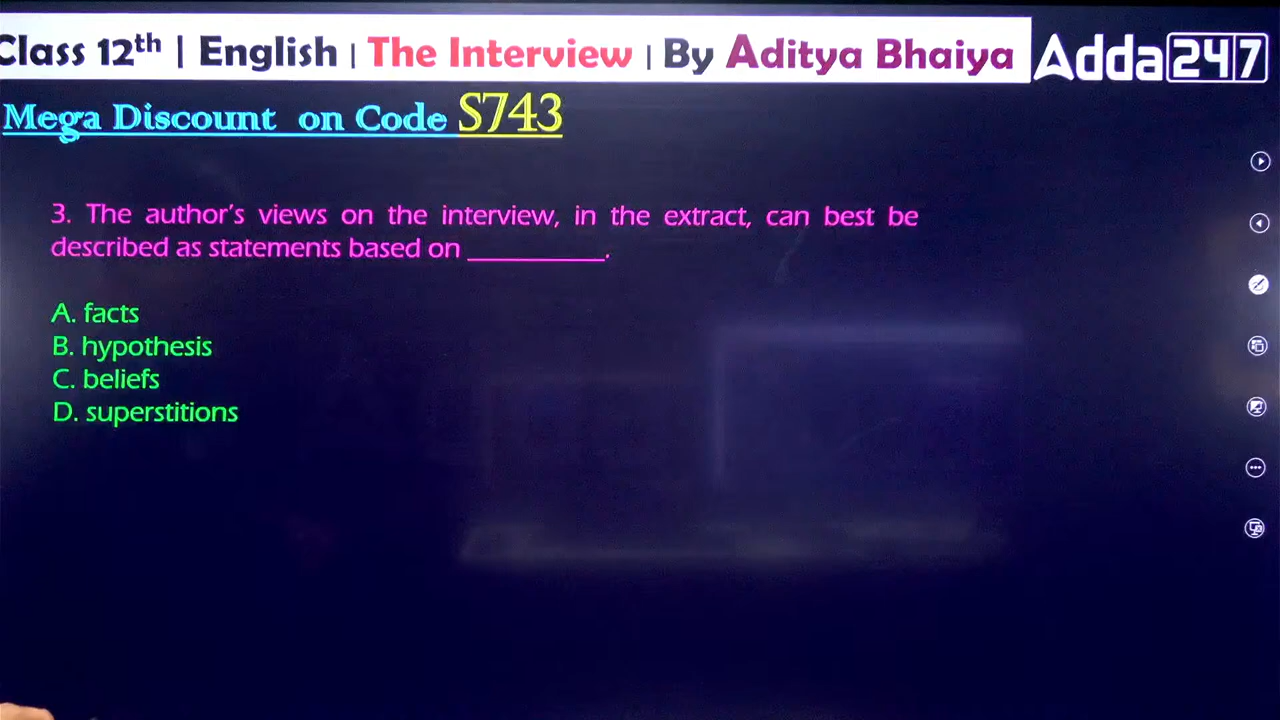 Class 12th | English | The Interview | By Aditya Bhaiya
Adda247
Mega Discount on Code S743
3. The author's views on the interview, in the extract, can best be
described as statements based on __________.
A. facts
B. hypothesis
C. beliefs
D. superstitions